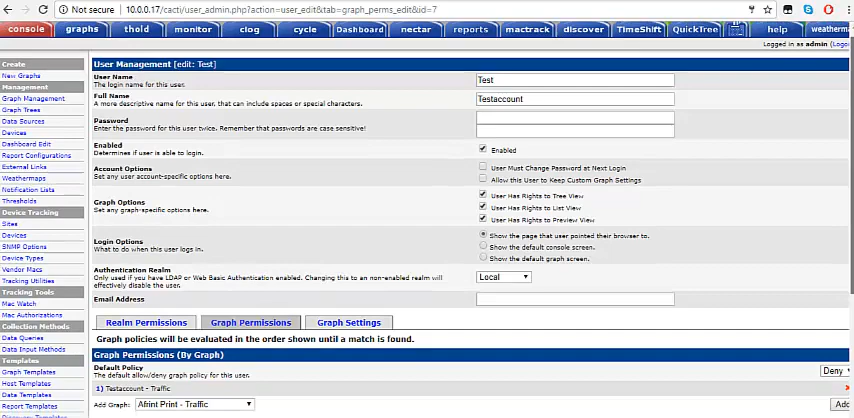 Not secure | 10.0.0.17/cacti/user_admin.php?action=user_edit&tab=graph_perms_edit&id=7
console graphs thold monitor clog cycle Dashboard nectar reports mactrack discover TimeShift QuickTree help weatherma
Logged in as admin (Logo
Create
New Graphs
Management
Graph Management
Graph Trees
Data Sources
Devices
Dashboard Edit
Report Configurations
External Links
Weathermaps
Notification Lists
Thresholds
Device Tracking
Sites
Devices
SNMP Options
Device Types
Vendor Macs
Tracking Utilities
Tracking Tools
Mac Watch
Mac Authorizations
Collection Methods
Data Queries
Data Input Methods
Templates
Graph Templates
Host Templates
Data Templates
Report Templates
Discovery Templates
User Management [edit: Test]
User Name
The login name for this user.
Test
Full Name
A more descriptive name for this user, that can include spaces or special characters.
Testaccount
Password
Enter the password for this user twice. Remember that passwords are case sensitive!
Enabled
Determines if user is able to login.
Enabled
Account Options
Set any user account-specific options here.
User Must Change Password at Next Login
Allow this User to Keep Custom Graph Settings
Graph Options
Set any graph-specific options here.
User Has Rights to Tree View
User Has Rights to List View
User Has Rights to Preview View
Login Options
What to do when this user logs in.
Show the page that user pointed their browser to.
Show the default console screen.
Show the default graph screen.
Authentication Realm
Only used if you have LDAP or Web Basic Authentication enabled. Changing this to an non-enabled realm will
effectively disable the user.
Local
Email Address
Realm Permissions Graph Permissions Graph Settings
Graph policies will be evaluated in the order shown until a match is found.
Graph Permissions (By Graph)
Default Policy
The default allow/deny graph policy for this user.
Deny
1) Testaccount - Traffic
Add Graph: Afrint Print - Traffic
Add